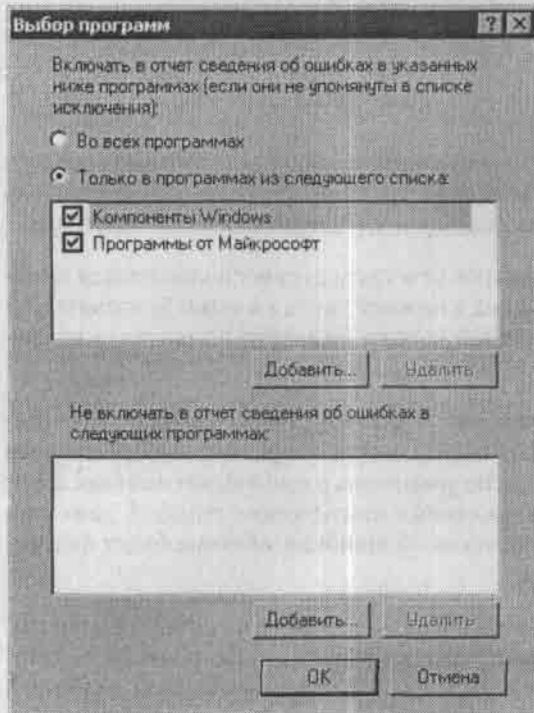 Выбор программ
Включать в отчет сведения об ошибках в указанных
ниже программах (если они не упомянуты в списке
исключения):
Во всех программах
Только в программах из следующего списка:
Компоненты Windows
Программы от Майкрософт
Добавить... Удалить
Не включать в отчет сведения об ошибках в
следующих программах:
Добавить... Удалить
OK Отмена